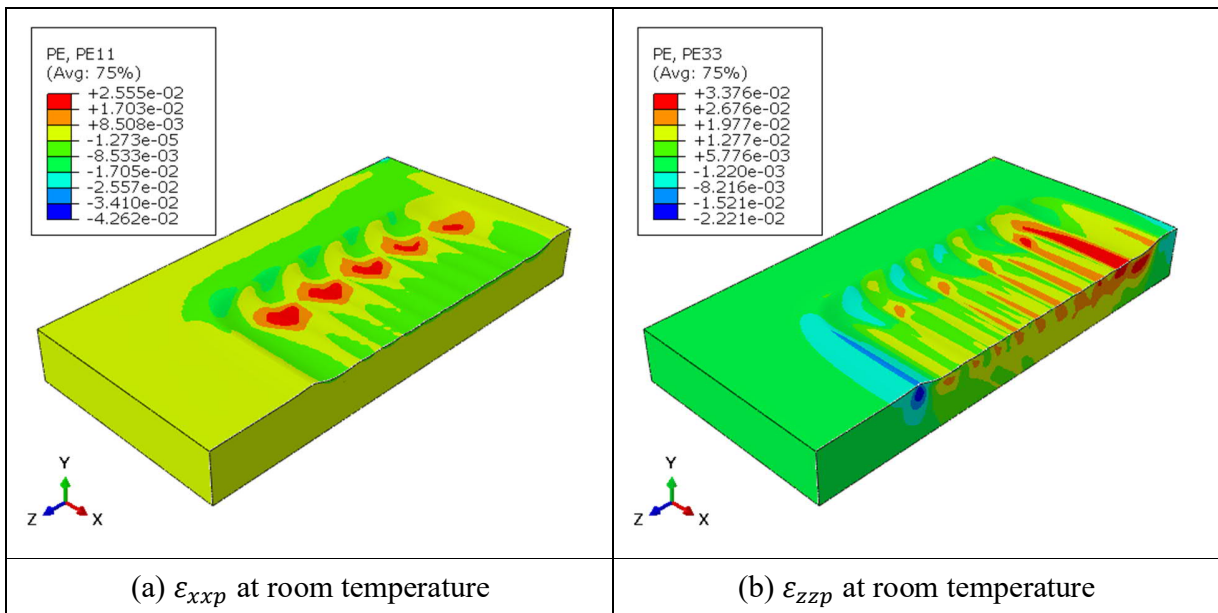 PE, PE11
(Avg: 75%)
+2.555e-02
+1.703e-02
+8.508e-03
-1.273e-05
-8.533e-03
-1.705e-02
-2.557e-02
-3.410e-02
-4.262e-02
Y
Z
X
PE, PE33
(Avg: 75%)
+3.376e-02
+2.676e-02
+1.977e-02
+1.277e-02
+5.776e-03
-1.220e-03
-8.216e-03
-1.521e-02
-2.221e-02
Y
Z
X
(a) εxxp at room temperature
(b) εzzp at room temperature